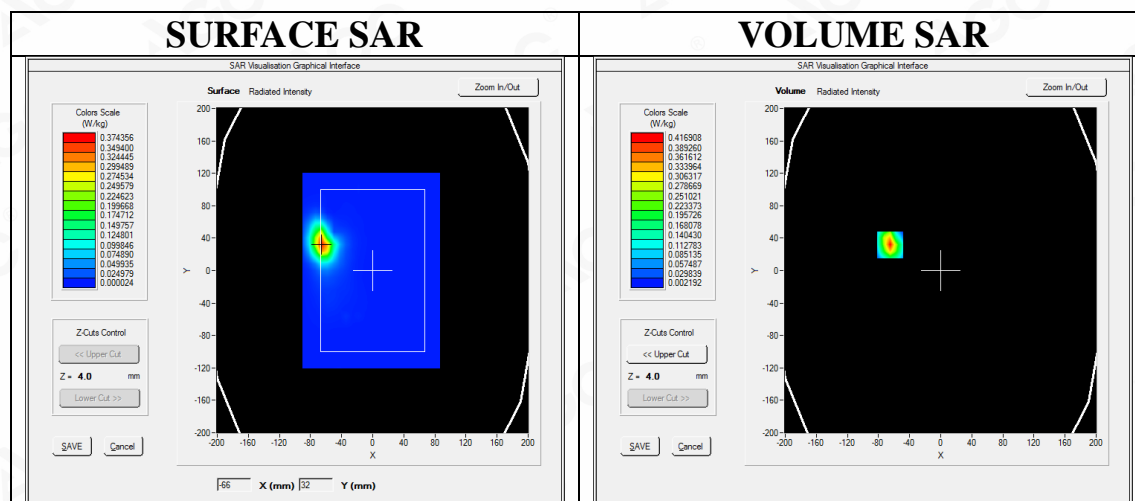 SURFACE SAR
SAR Visualisation Graphical Interface
Surface Radiated Intensity
Zoom In/Out
Colors Scale
(W/kg)
0.374356
0.349400
0.324445
0.299489
0.274534
0.249579
0.224623
0.199668
0.174712
0.149757
0.124801
0.099846
0.074890
0.049935
0.024979
0.000024
Z-Cuts Control
<< Upper Cut
Z = 4.0 mm
Lower Cut >>
SAVE Cancel
200
160
120
80
40
0
-40
-80
-120
-160
-200
Y
-200 -160 -120 -80 -40 0 40 80 120 160 200
X
-66 X (mm) 32 Y (mm)
VOLUME SAR
SAR Visualisation Graphical Interface
Volume Radiated Intensity
Zoom In/Out
Colors Scale
(W/kg)
0.416908
0.389260
0.361612
0.333964
0.306317
0.278669
0.251021
0.223373
0.195726
0.168078
0.140430
0.112783
0.085135
0.057487
0.029839
0.002192
Z-Cuts Control
<< Upper Cut
Z = 4.0 mm
Lower Cut >>
SAVE Cancel
200
160
120
80
40
0
-40
-80
-120
-160
-200
Y
-200 -160 -120 -80 -40 0 40 80 120 160 200
X